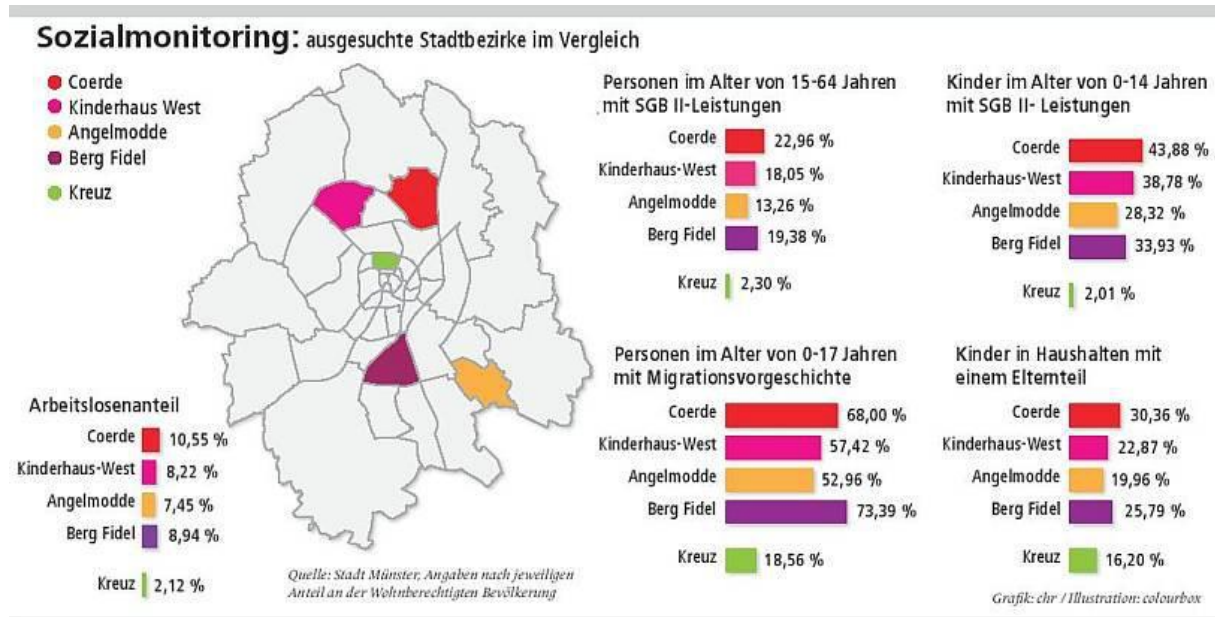 Sozialmonitoring: ausgesuchte Stadtbezirke im Vergleich
Coerde
Kinderhaus West
Angelmodde
Berg Fidel
Kreuz
Personen im Alter von 15-64 Jahren
mit SGB II-Leistungen
Coerde 22,96 %
Kinderhaus-West 18,05 %
Angelmodde 13,26 %
Berg Fidel 19,38 %
Kreuz 2,30 %
Kinder im Alter von 0-14 Jahren
mit SGB II- Leistungen
Coerde 43,88 %
Kinderhaus-West 38,78 %
Angelmodde 28,32 %
Berg Fidel 33,93 %
Kreuz 2,01 %
Arbeitslosenanteil
Coerde 10,55 %
Kinderhaus-West 8,22 %
Angelmodde 7,45 %
Berg Fidel 8,94 %
Kreuz 2,12 %
Quelle: Stadt Münster, Angaben nach jeweiligen
Anteil an der Wohnberechtigten Bevölkerung
Personen im Alter von 0-17 Jahren
mit Migrationsvorgeschichte
Coerde 68,00 %
Kinderhaus-West 57,42 %
Angelmodde 52,96 %
Berg Fidel 73,39 %
Kreuz 18,56 %
Kinder in Haushalten mit
einem Elternteil
Coerde 30,36 %
Kinderhaus-West 22,87 %
Angelmodde 19,96 %
Berg Fidel 25,79 %
Kreuz 16,20 %
Grafik: chr / Illustration: colourbox